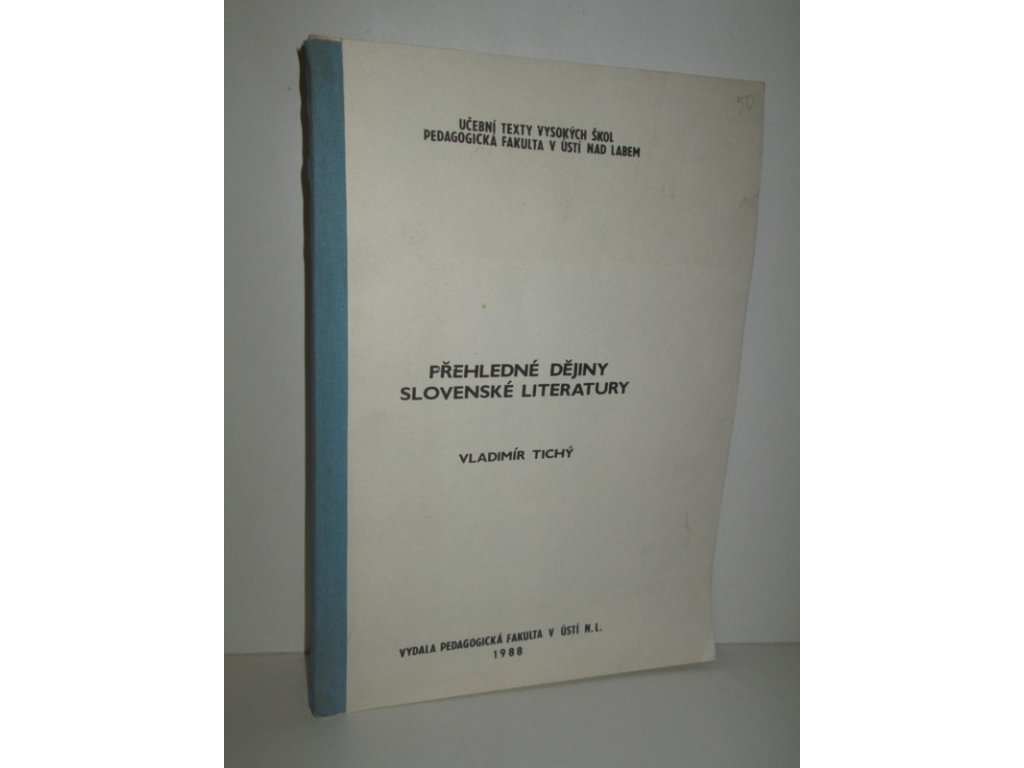 50
UČEBNÍ TEXTY VYSOKÝCH ŠKOL
PEDAGOGICKÁ FAKULTA V ÚSTÍ NAD LABEM
PŘEHLEDNÉ DĚJINY
SLOVENSKÉ LITERATURY
VLADIMÍR TICHÝ
VYDALA PEDAGOGICKÁ FAKULTA V ÚSTÍ N.L.
1988